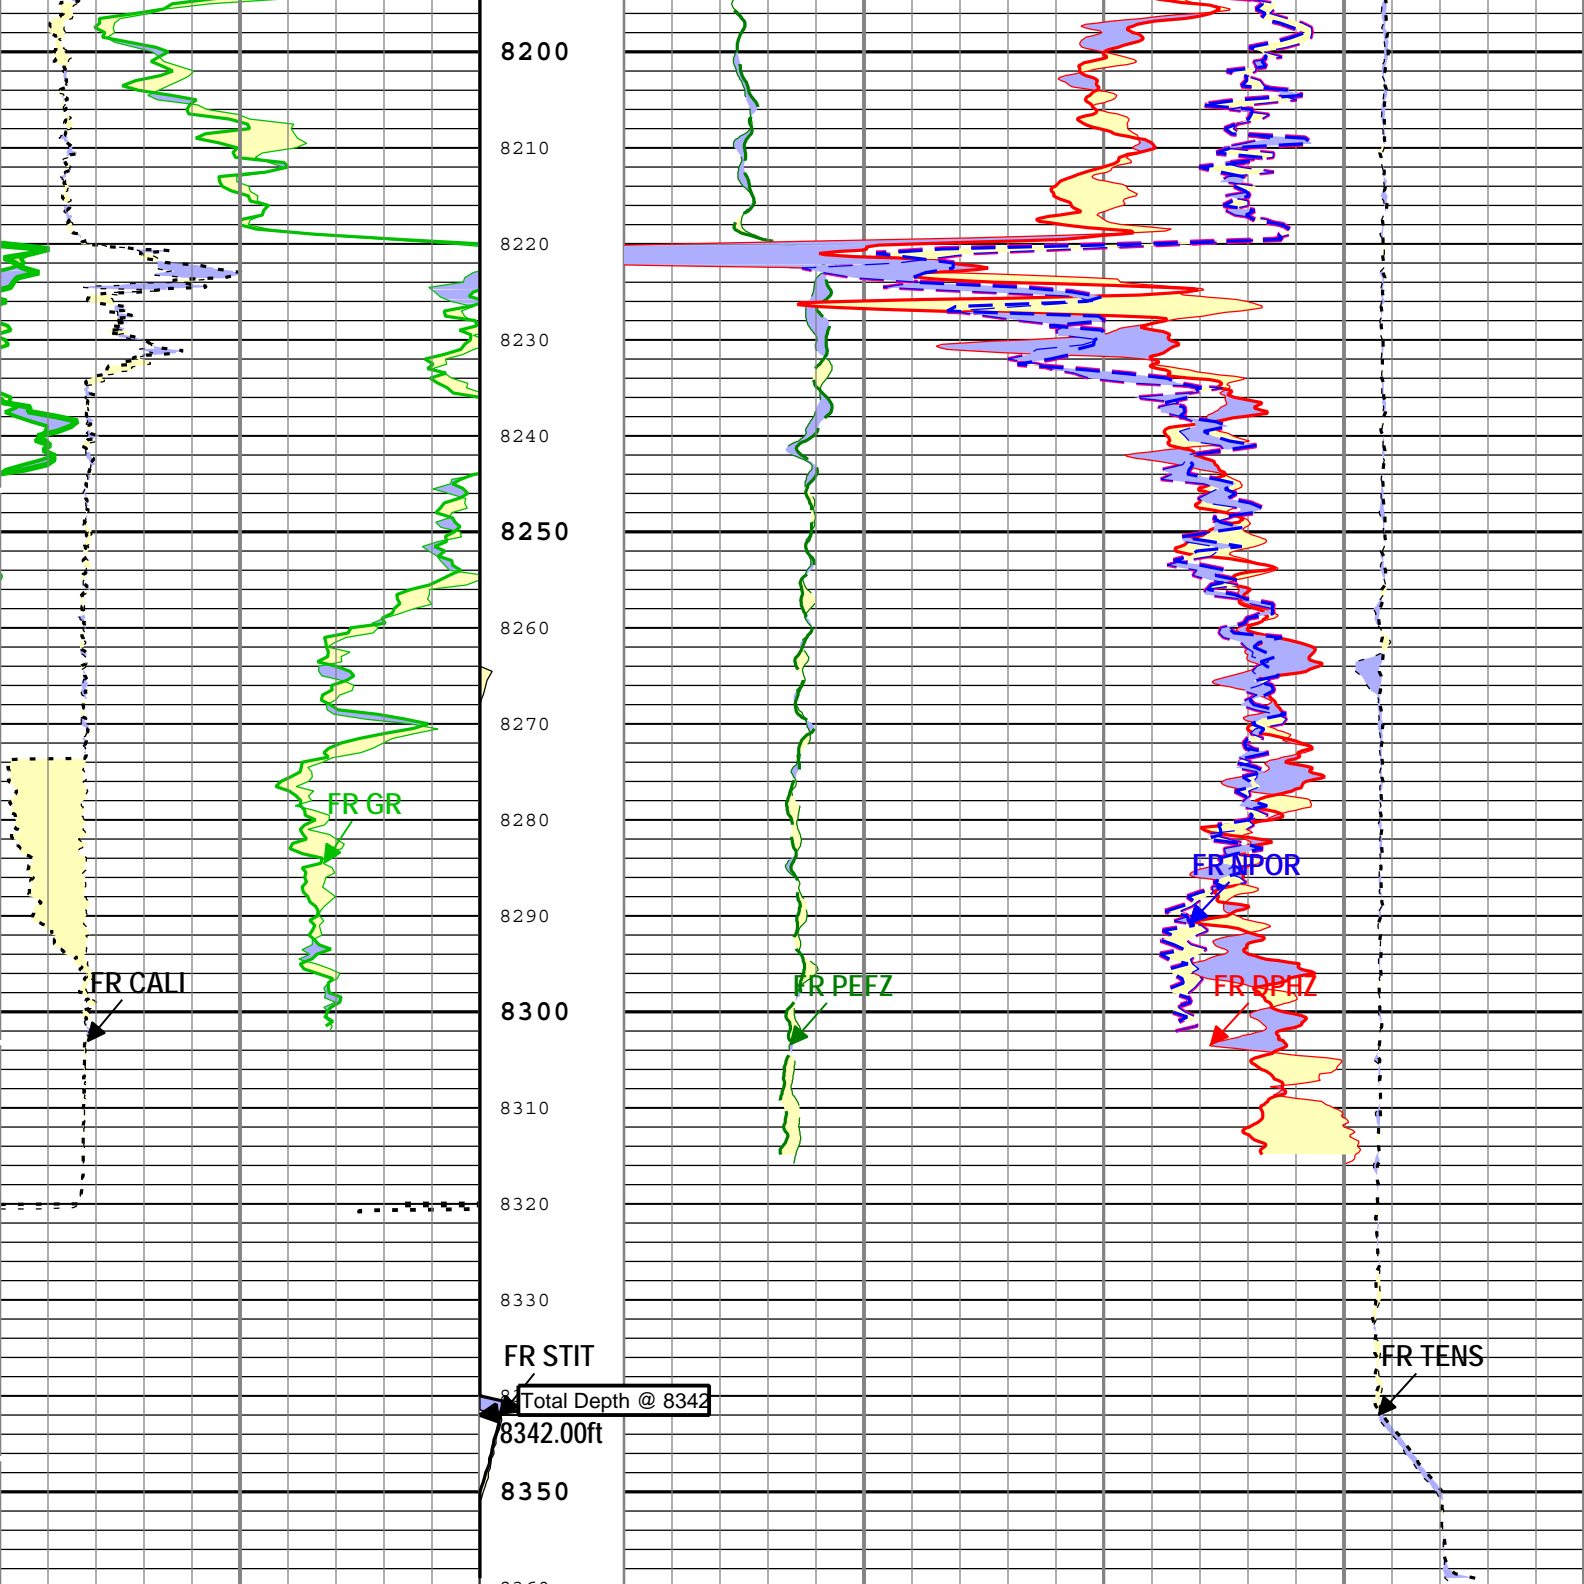 8200
8210
8220
8230
8240
8250
8260
8270
FR GR
8280
FR NPOR
8290
FR CALI
FR PEFZ
FR DPHZ
8300
8310
8320
8330
FR STIT
FR TENS
Total Depth @ 8342
8342.00ft
8350